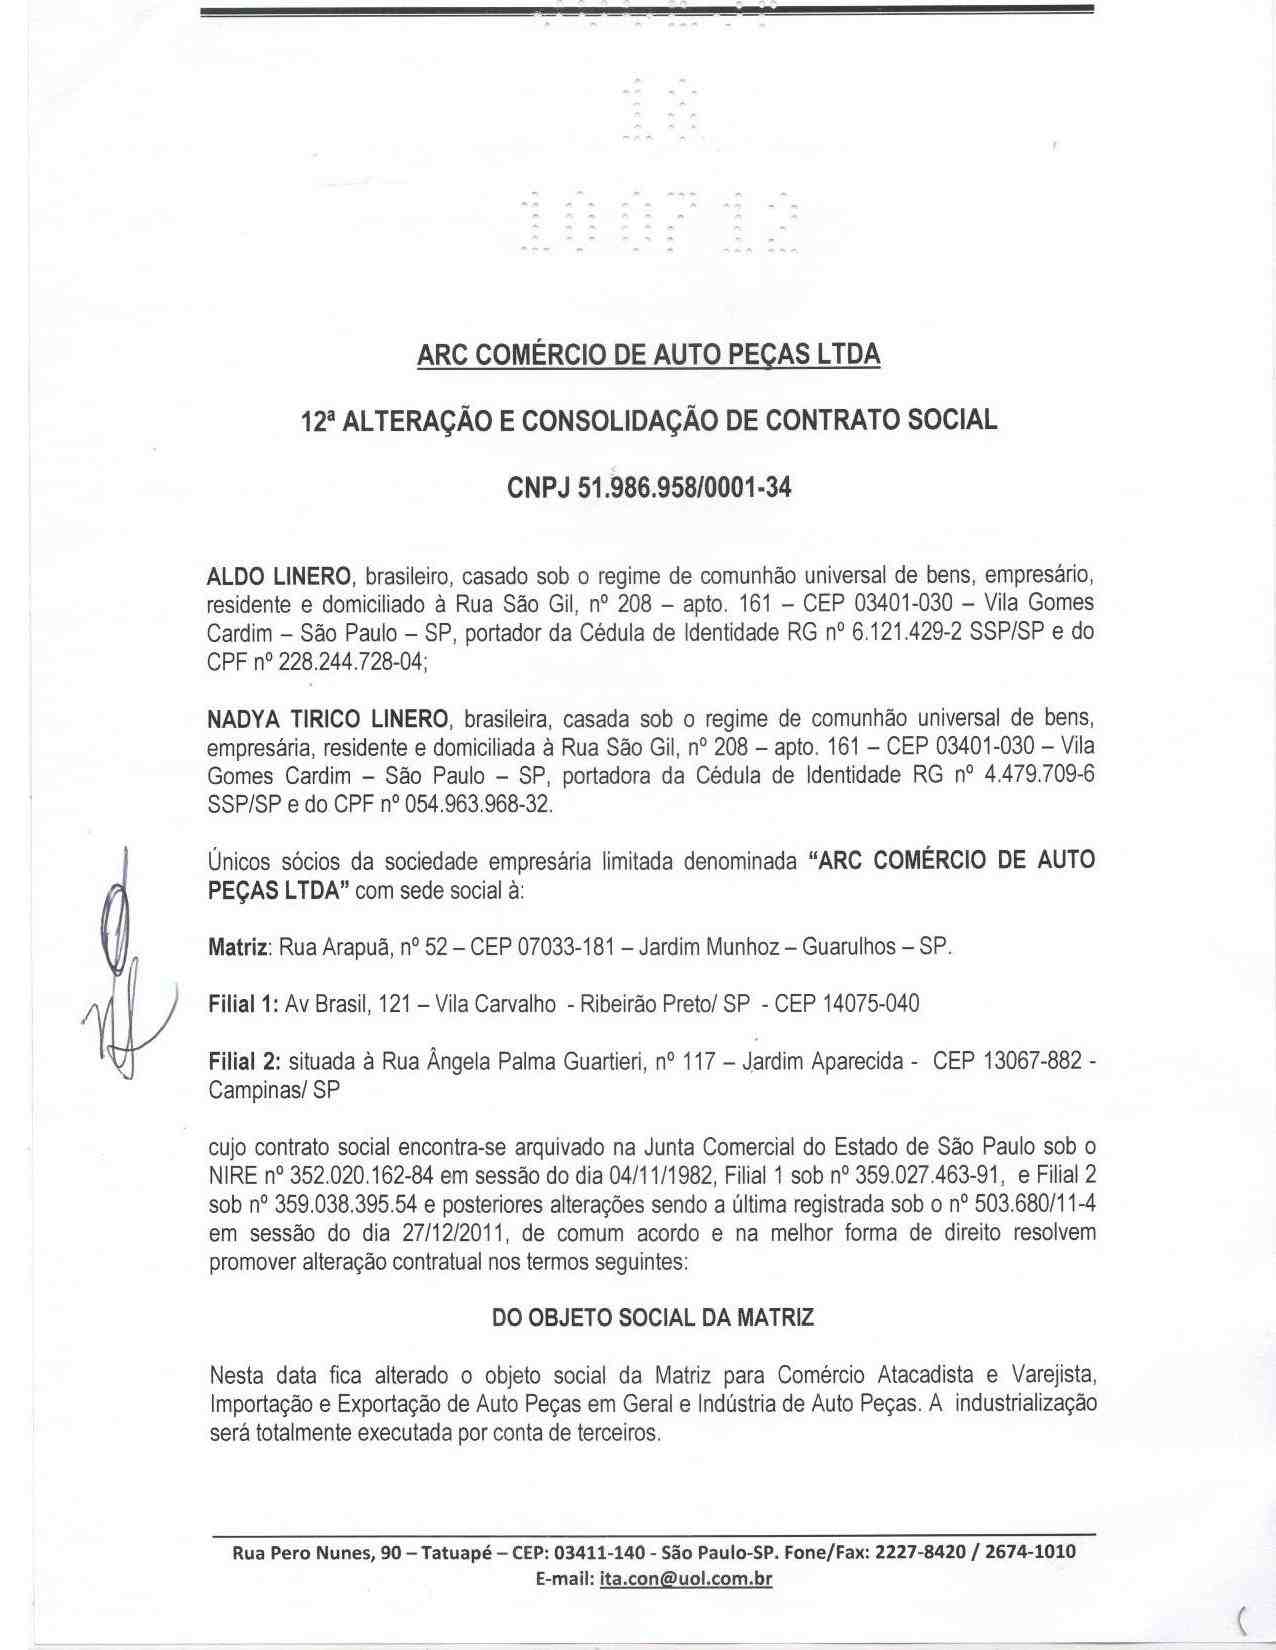 18
10 07 12
ARC COMÉRCIO DE AUTO PEÇAS LTDA
12ª ALTERAÇÃO E CONSOLIDAÇÃO DE CONTRATO SOCIAL
CNPJ 51.986.958/0001-34
ALDO LINERO, brasileiro, casado sob o regime de comunhão universal de bens, empresário,
residente e domiciliado à Rua São Gil, nº 208 – apto. 161 – CEP 03401-030 – Vila Gomes
Cardim – São Paulo – SP, portador da Cédula de Identidade RG nº 6.121.429-2 SSP/SP e do
CPF nº 228.244.728-04;
NADYA TIRICO LINERO, brasileira, casada sob o regime de comunhão universal de bens,
empresária, residente e domiciliada à Rua São Gil, nº 208 – apto. 161 – CEP 03401-030 – Vila
Gomes Cardim – São Paulo – SP, portadora da Cédula de Identidade RG nº 4.479.709-6
SSP/SP e do CPF nº 054.963.968-32.
Únicos sócios da sociedade empresária limitada denominada “ARC COMÉRCIO DE AUTO
PEÇAS LTDA” com sede social à:
Matriz: Rua Arapuã, nº 52 – CEP 07033-181 – Jardim Munhoz – Guarulhos – SP.
Filial 1: Av Brasil, 121 – Vila Carvalho - Ribeirão Preto/ SP - CEP 14075-040
Filial 2: situada à Rua Ângela Palma Guartieri, nº 117 – Jardim Aparecida - CEP 13067-882 -
Campinas/ SP
cujo contrato social encontra-se arquivado na Junta Comercial do Estado de São Paulo sob o
NIRE nº 352.020.162-84 em sessão do dia 04/11/1982, Filial 1 sob nº 359.027.463-91, e Filial 2
sob nº 359.038.395.54 e posteriores alterações sendo a última registrada sob o nº 503.680/11-4
em sessão do dia 27/12/2011, de comum acordo e na melhor forma de direito resolvem
promover alteração contratual nos termos seguintes:
DO OBJETO SOCIAL DA MATRIZ
Nesta data fica alterado o objeto social da Matriz para Comércio Atacadista e Varejista,
Importação e Exportação de Auto Peças em Geral e Indústria de Auto Peças. A industrialização
será totalmente executada por conta de terceiros.
Rua Pero Nunes, 90 – Tatuapé – CEP: 03411-140 - São Paulo-SP. Fone/Fax: 2227-8420 / 2674-1010
E-mail: ita.con@uol.com.br